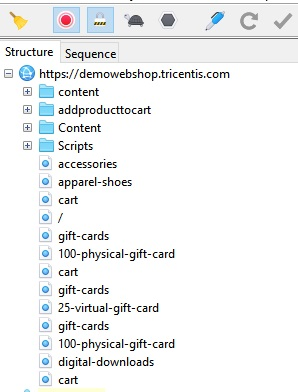 Structure
Sequence
https://demowebshop.tricentis.com
content
addproducttocart
Content
Scripts
accessories
apparel-shoes
cart
/
gift-cards
100-physical-gift-card
cart
gift-cards
25-virtual-gift-card
gift-cards
100-physical-gift-card
digital-downloads
cart